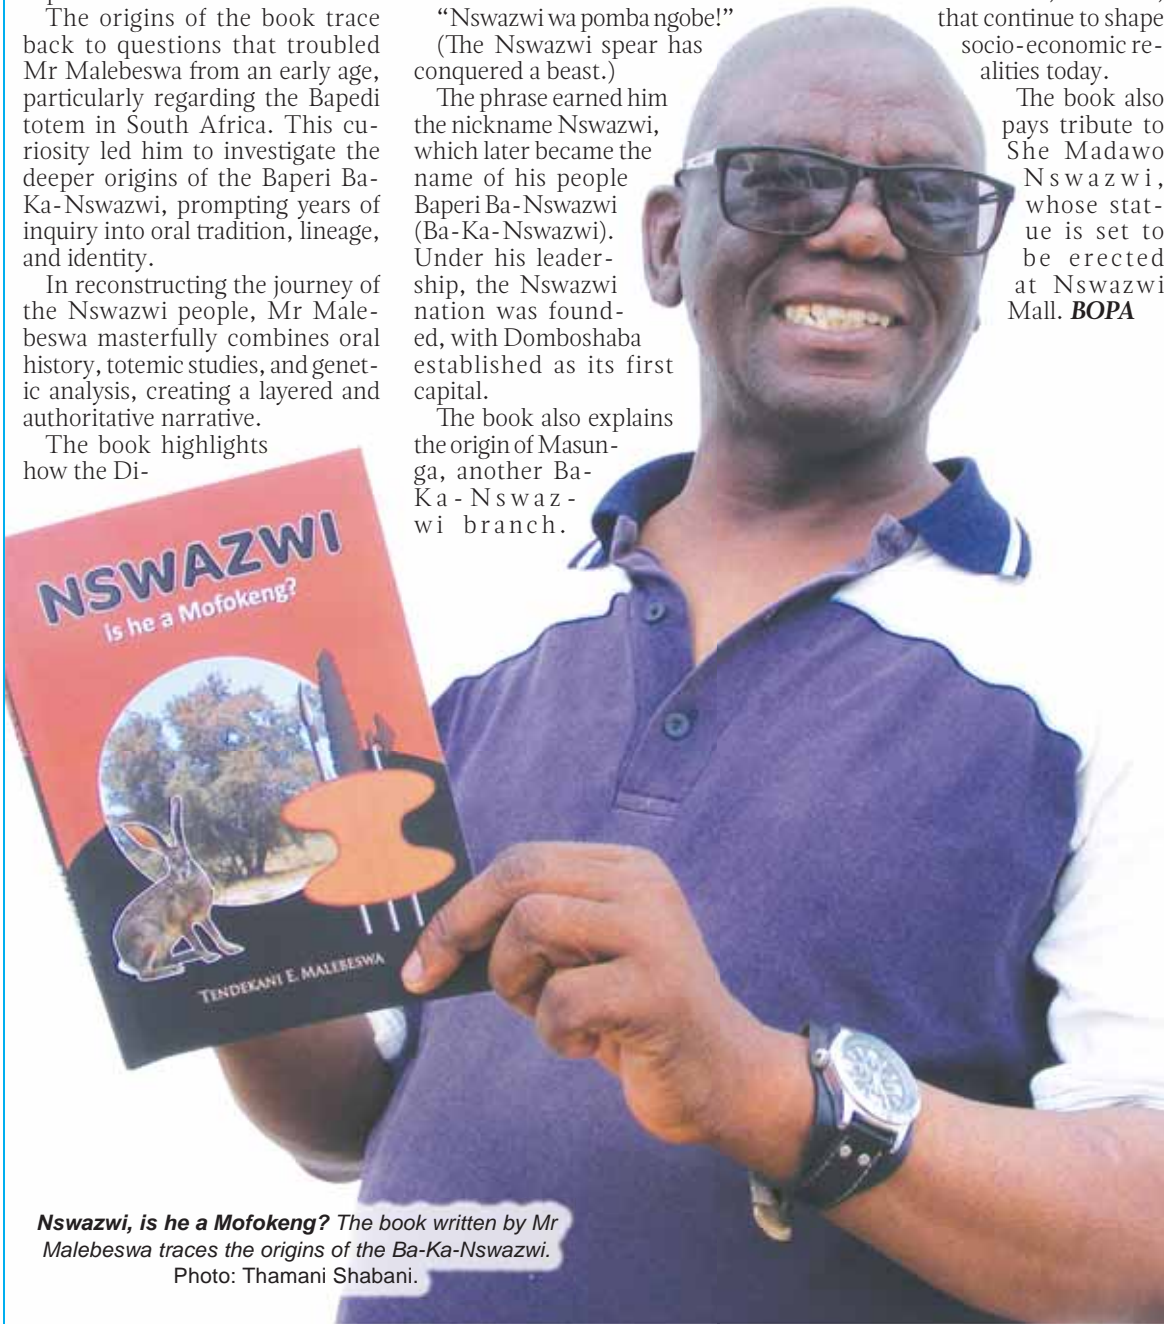 The origins of the book trace
back to questions that troubled
Mr Malebeswa from an early age,
particularly regarding the Bapedi
totem in South Africa. This cu-
riosity led him to investigate the
deeper origins of the Baperi Ba-
Ka-Nswazwi, prompting years of
inquiry into oral tradition, lineage,
and identity.
In reconstructing the journey of
the Nswazwi people, Mr Male-
beswa masterfully combines oral
history, totemic studies, and genet-
ic analysis, creating a layered and
authoritative narrative.
The book highlights
how the Di-
“Nswazwi wa pomba ngobe!”
(The Nswazwi spear has
conquered a beast.)
The phrase earned him
the nickname Nswazwi,
which later became the
name of his people
Baperi Ba-Nswazwi
(Ba-Ka-Nswazwi).
Under his leader-
ship, the Nswazwi
nation was found-
ed, with Domboshaba
established as its first
capital.
The book also explains
the origin of Masun-
ga, another Ba-
Ka-Nswaz-
wi branch.
that continue to shape
socio-economic re-
alities today.
The book also
pays tribute to
She Madawo
Nswazwi,
whose stat-
ue is set to
be erected
at Nswazwi
Mall. BOPA
NSWAZWI
is he a Mofokeng?
TENDEKANI E. MALEBESWA
Nswazwi, is he a Mofokeng? The book written by Mr
Malebeswa traces the origins of the Ba-Ka-Nswazwi.
Photo: Thamani Shabani.